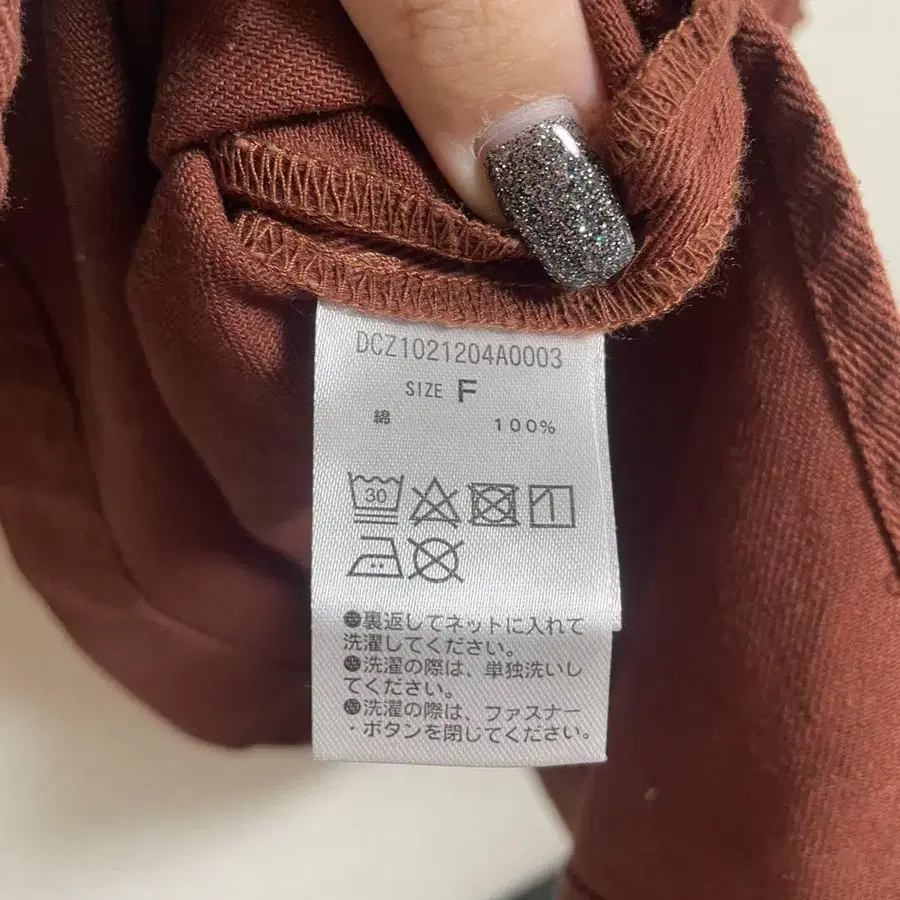 DCZ1021204A0003
SIZE F
綿 100%
30
●裏返してネットに入れて
洗濯してください。
●洗濯の際は、単独洗いし
てください。
●洗濯の際は、ファスナー
・ボタンを閉じてください。